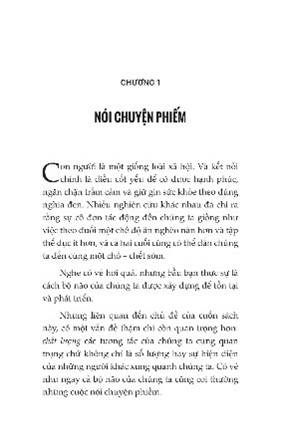 CHƯƠNG 1
NÓI CHUYỆN PHIẾM
Con người là một giống loài xã hội. Và kết nối
chính là điều cốt yếu để có được hạnh phúc,
ngăn chặn trầm cảm và giữ gìn sức khỏe theo đúng
nghĩa đen. Nhiều nghiên cứu khác nhau đã chỉ ra
rằng sự cô đơn tác động đến chúng ta giống như
việc theo đuổi một chế độ ăn nghèo nàn hơn và tập
thể dục ít hơn, và cả hai cuối cùng có thể dẫn chúng
ta đến cùng một chỗ – chết sớm.
Nghe có vẻ hơi quá, nhưng bầu bạn thực sự là
cách bộ não của chúng ta được xây dựng để tồn tại
và phát triển.
Nhưng liên quan đến chủ đề của cuốn sách
này, có một vấn đề thậm chí còn quan trọng hơn:
chất lượng các tương tác của chúng ta cũng quan
trọng chứ không chỉ là số lượng hay sự hiện diện
của những người khác xung quanh chúng ta. Có vẻ
như ngay cả bộ não của chúng ta cũng coi thường
những cuộc nói chuyện phiếm.